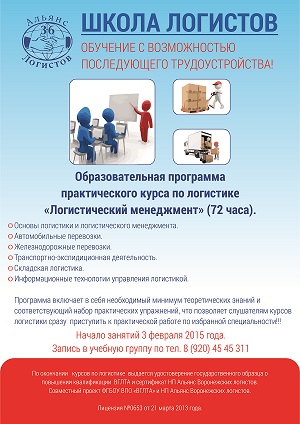 Альянс
36
Логистов
ШКОЛА ЛОГИСТОВ
ОБУЧЕНИЕ С ВОЗМОЖНОСТЬЮ
ПОСЛЕДУЮЩЕГО ТРУДОУСТРОЙСТВА!
Образовательная программа
практического курса по логистике
«Логистический менеджмент» (72 часа).
Основы логистики и логистического менеджмента.
Автомобильные перевозки.
Железнодорожные перевозки.
Транспортно-экспидиционная деятельность.
Складская логистика.
Информационные технологии управления логистикой.
Программа включает в себя необходимый минимум теоретических знаний и
соответствующий набор практических упражнений, что позволяет слушателям курсов
логистики сразу приступить к практической работе по избранной специальности!!!
Начало занятий 3 февраля 2015 года.
Запись в учебную группу по тел. 8 (920) 45 45 311
По окончании курсов по логистике выдается удостоверение государственного образца о
повышении квалификации ВГЛТА и сертификат НП Альянс Воронежских логистов.
Совместный проект ФГБОУ ВПО «ВГЛТА» и НП Альянс Воронежских логистов.
Лицензия №0653 от 21 марта 2013 года.